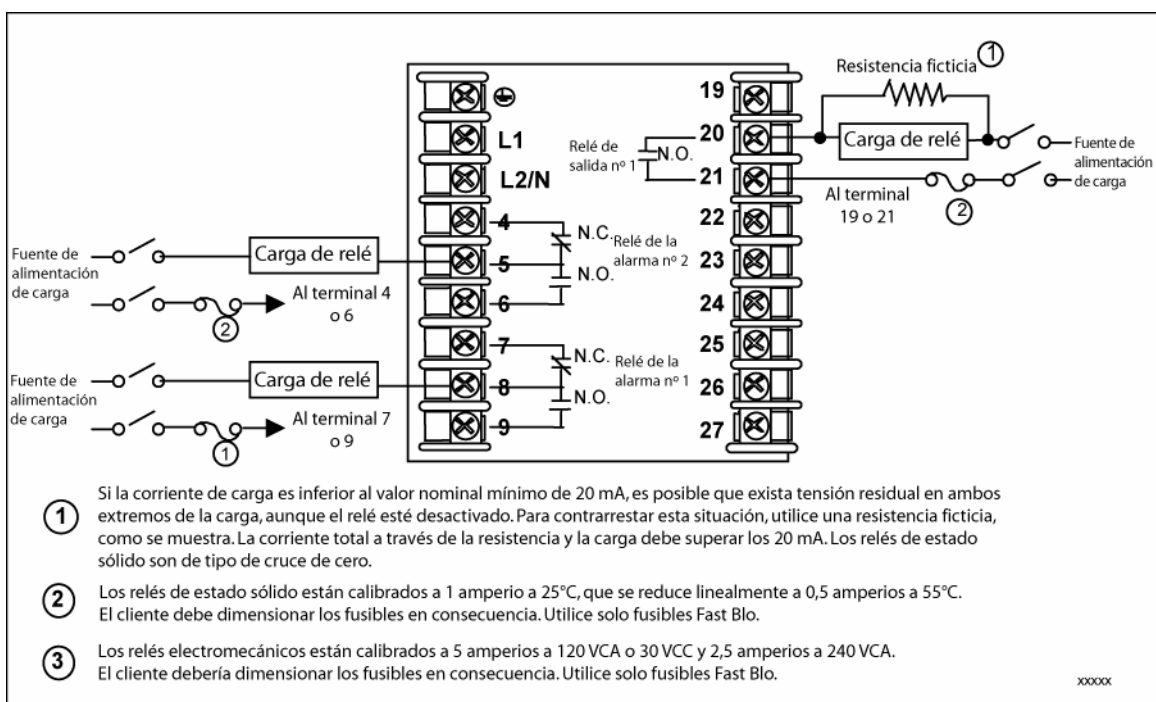 Resistencia ficticia 1
19
L1
20
Relé de
salida nº 1
N.O.
Carga de relé
Fuente de
alimentación
de carga
L2/N
21
Al terminal
19 o 21
2
4
22
N.C.
Relé de la
alarma nº 2
Fuente de
alimentación
de carga
Carga de relé
5
23
N.O.
Al terminal 4
o 6
2
6
24
7
25
N.C.
Relé de la
alarma nº 1
Fuente de
alimentación
de carga
Carga de relé
8
26
N.O.
Al terminal 7
o 9
1
9
27
1 Si la corriente de carga es inferior al valor nominal mínimo de 20 mA, es posible que exista tensión residual en ambos
extremos de la carga, aunque el relé esté desactivado. Para contrarrestar esta situación, utilice una resistencia ficticia,
como se muestra. La corriente total a través de la resistencia y la carga debe superar los 20 mA. Los relés de estado
sólido son de tipo de cruce de cero.
2 Los relés de estado sólido están calibrados a 1 amperio a 25°C, que se reduce linealmente a 0,5 amperios a 55°C.
El cliente debe dimensionar los fusibles en consecuencia. Utilice solo fusibles Fast Blo.
3 Los relés electromecánicos están calibrados a 5 amperios a 120 VCA o 30 VCC y 2,5 amperios a 240 VCA.
El cliente debería dimensionar los fusibles en consecuencia. Utilice solo fusibles Fast Blo.
xxxxx